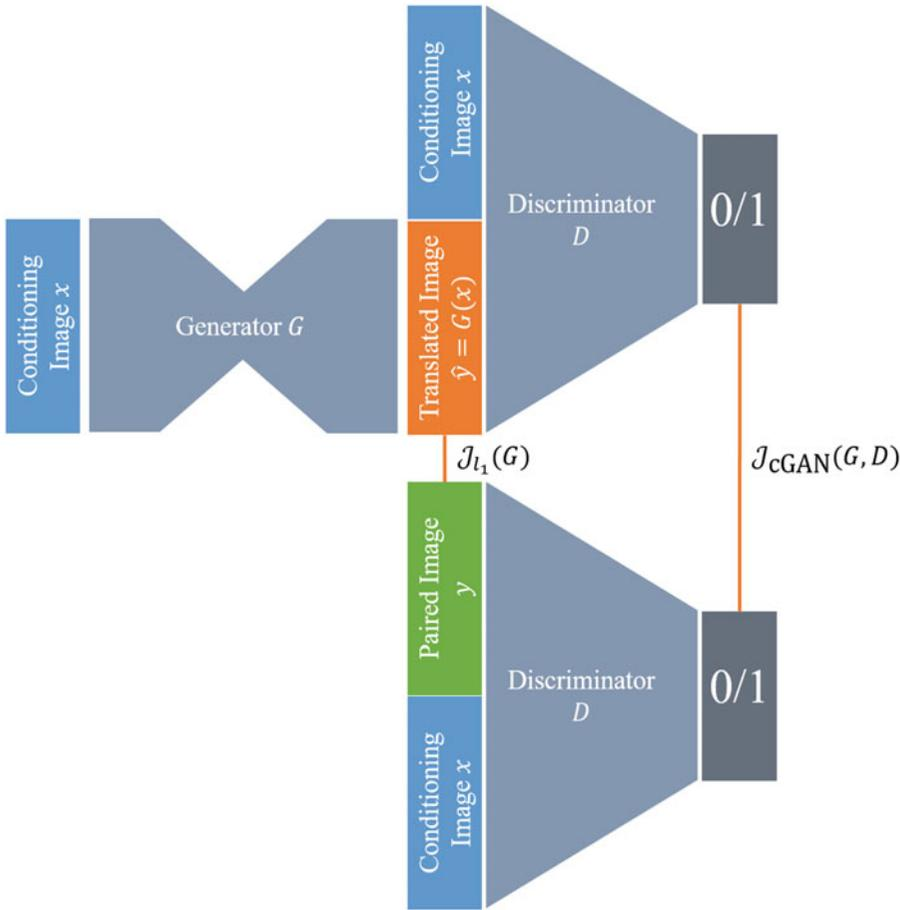 Conditioning
Image x
Generator G
Conditioning
Image x
Translated Image
ŷ = G(x)
Discriminator
D
0/1
𝒥l₁(G)
𝒥cGAN(G, D)
Paired Image
y
Conditioning
Image x
Discriminator
D
0/1